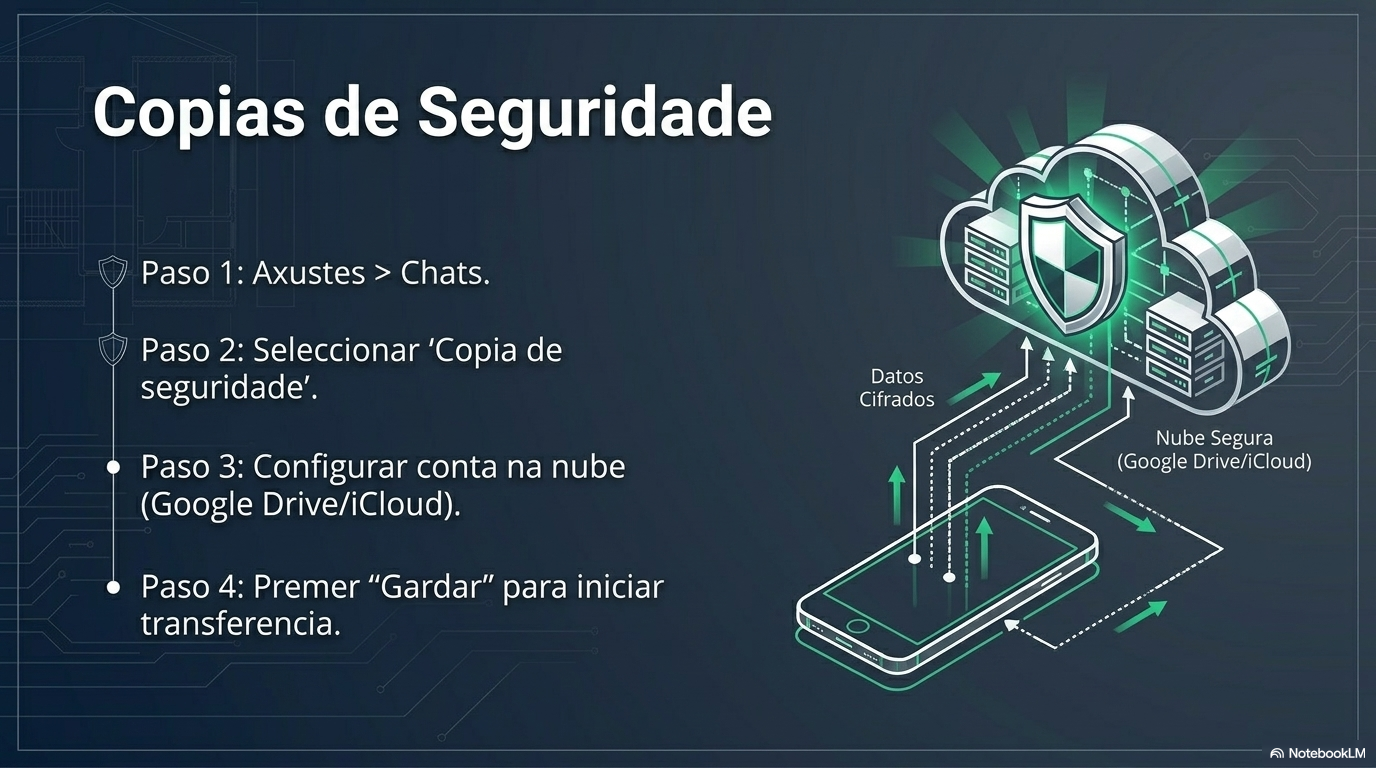 Copias de Seguridade
Paso 1: Axustes > Chats.
Paso 2: Seleccionar ‘Copia de
seguridade’.
Paso 3: Configurar conta na nube
(Google Drive/iCloud).
Paso 4: Premer “Gardar” para iniciar
transferencia.
Datos
Cifrados
Nube Segura
(Google Drive/iCloud)
NotebookLM